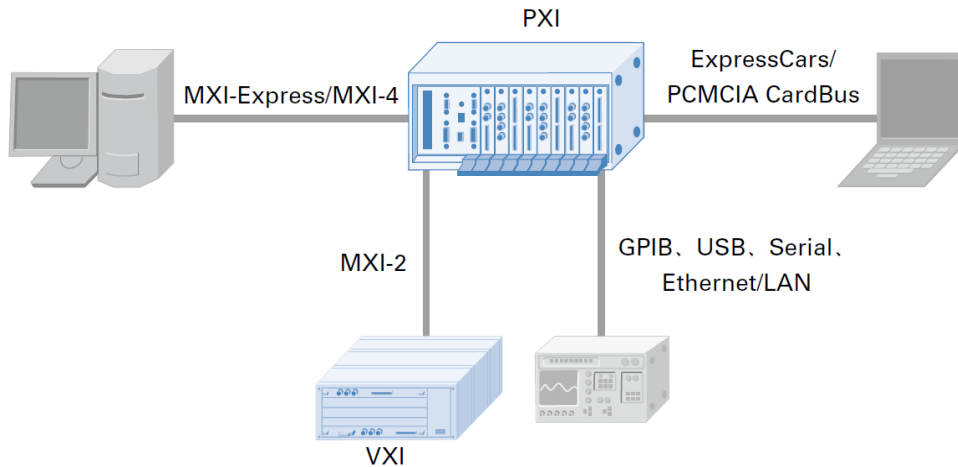 PXI
MXI-Express/MXI-4
ExpressCars/
PCMCIA CardBus
MXI-2
GPIB、USB、Serial、
Ethernet/LAN
VXI